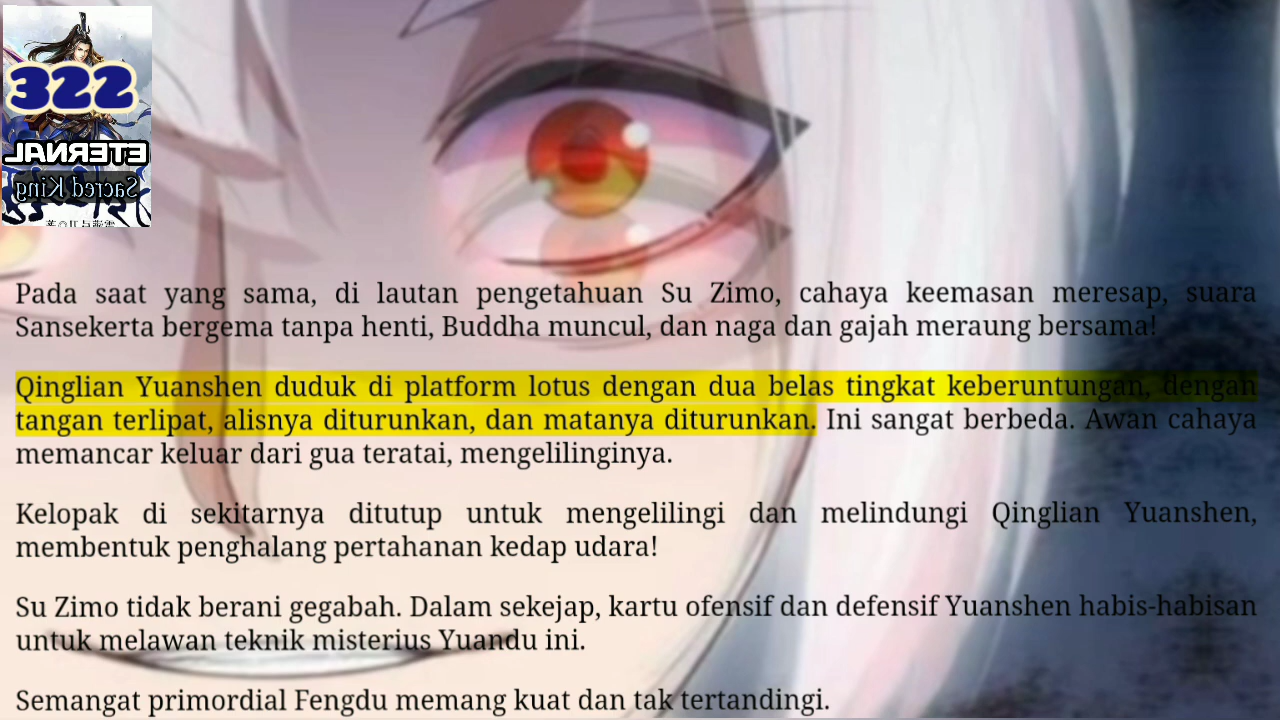 322
ETERNAL
Sacred King
Pada saat yang sama, di lautan pengetahuan Su Zimo, cahaya keemasan meresap, suara
Sansekerta bergema tanpa henti, Buddha muncul, dan naga dan gajah meraung bersama!
Qinglian Yuanshen duduk di platform lotus dengan dua belas tingkat keberuntungan, dengan
tangan terlipat, alisnya diturunkan, dan matanya diturunkan. Ini sangat berbeda. Awan cahaya
memancar keluar dari gua teratai, mengelilinginya.
Kelopak di sekitarnya ditutup untuk mengelilingi dan melindungi Qinglian Yuanshen,
membentuk penghalang pertahanan kedap udara!
Su Zimo tidak berani gegabah. Dalam sekejap, kartu ofensif dan defensif Yuanshen habis-habisan
untuk melawan teknik misterius Yuandu ini.
Semangat primordial Fengdu memang kuat dan tak tertandingi.